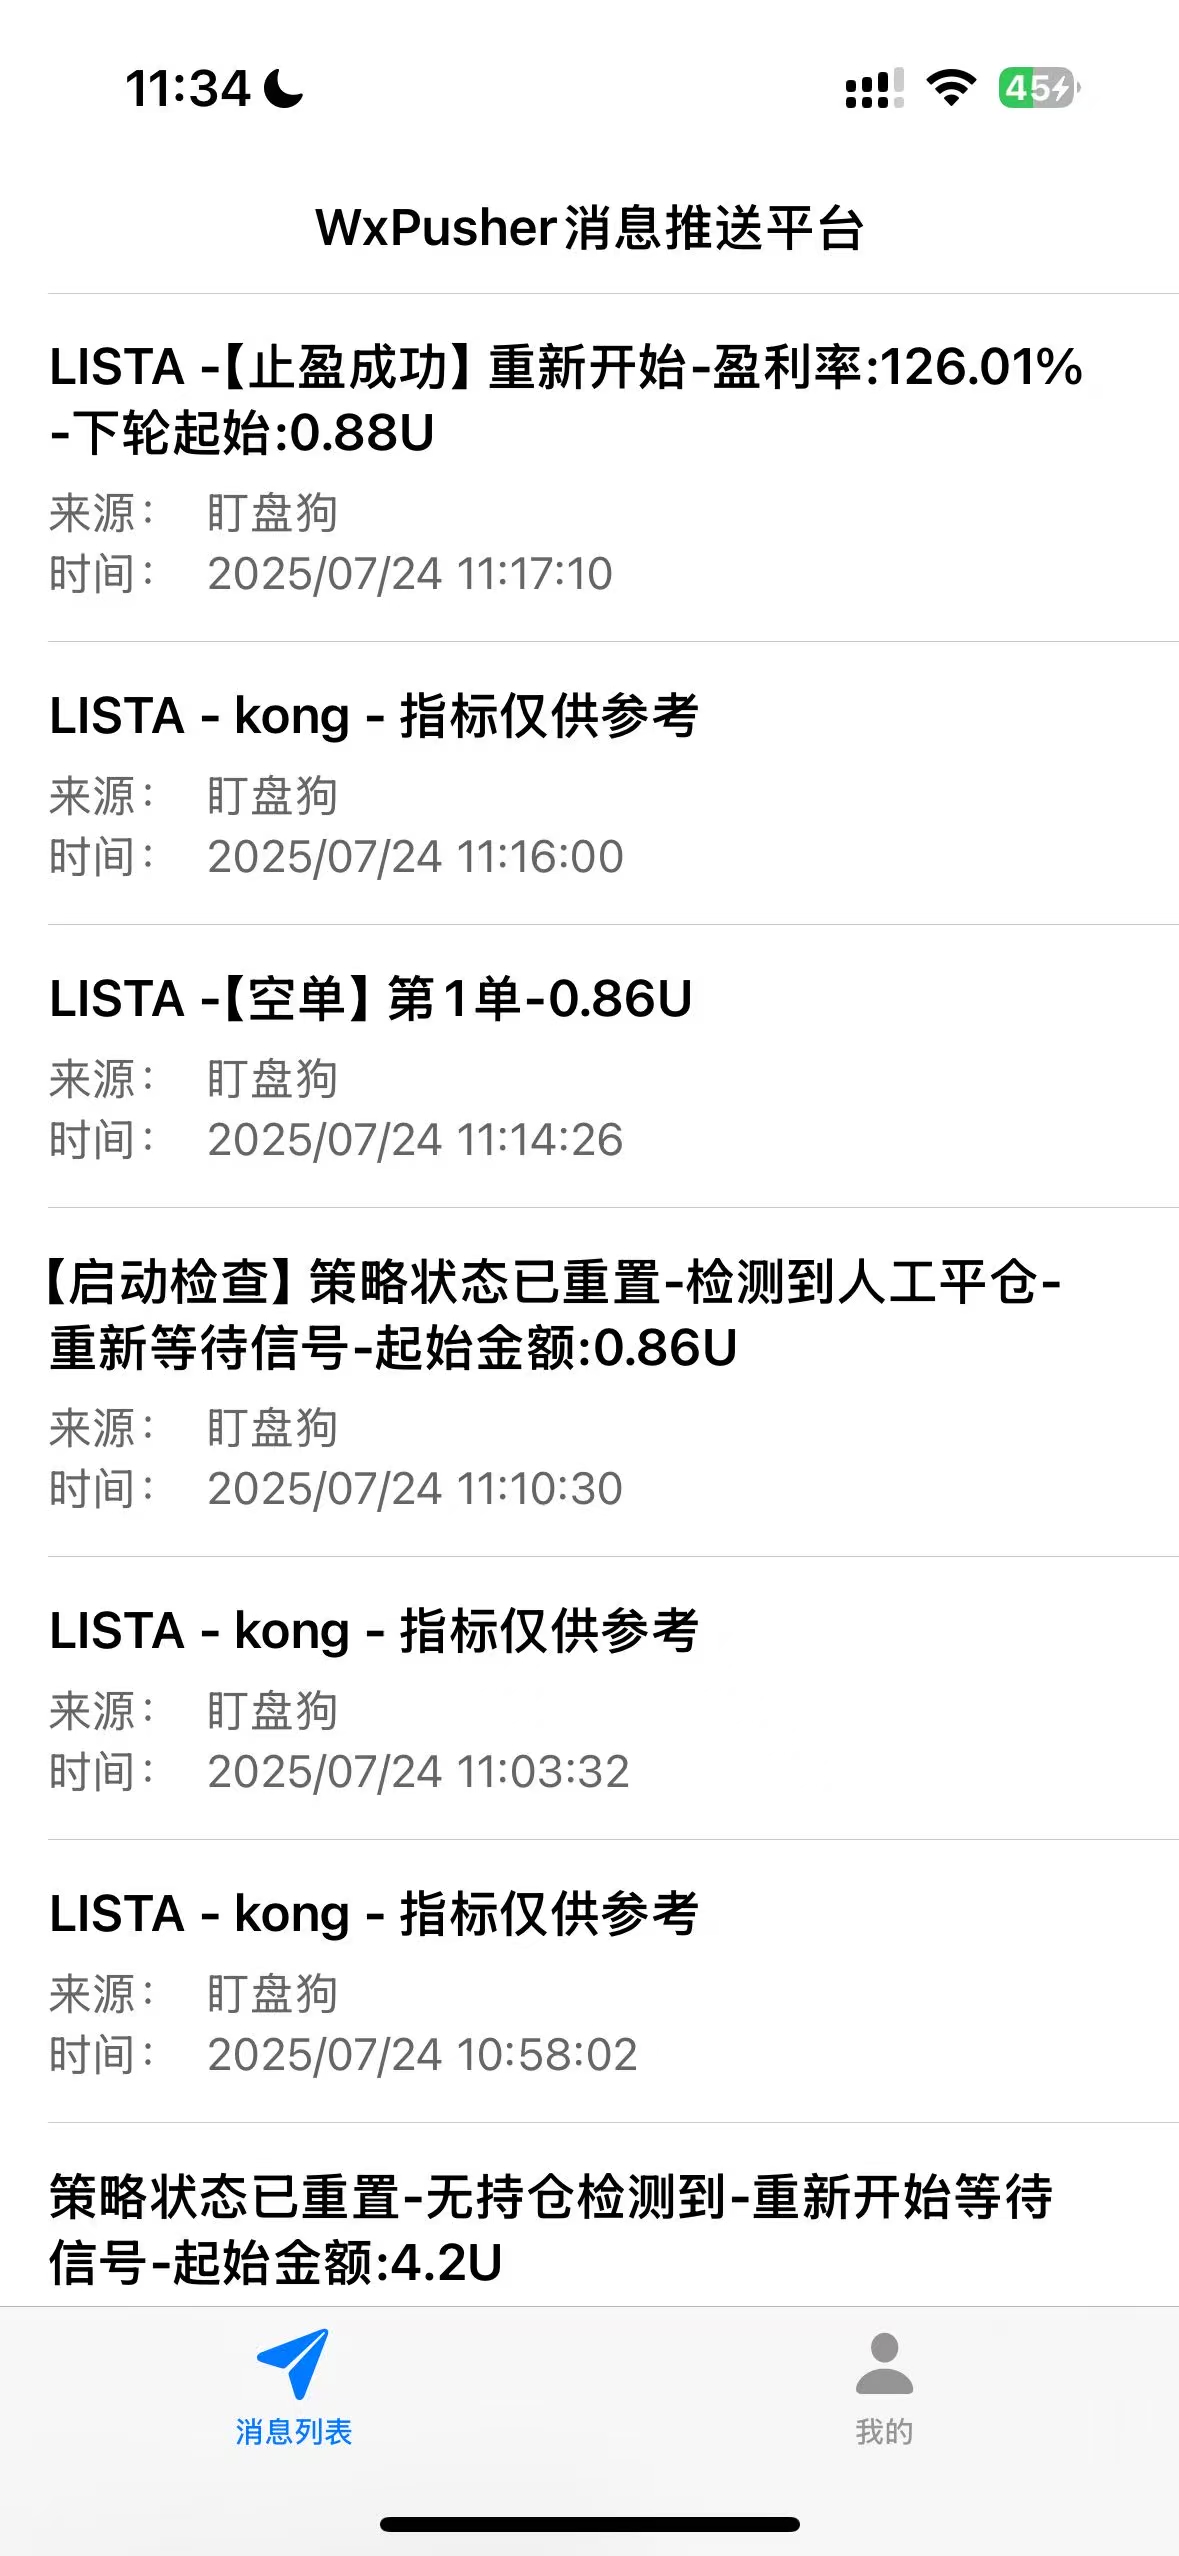 11:34
45
WxPusher消息推送平台
LISTA -【止盈成功】重新开始-盈利率:126.01%
-下轮起始:0.88U
来源： 盯盘狗
时间： 2025/07/24 11:17:10
LISTA - kong - 指标仅供参考
来源： 盯盘狗
时间： 2025/07/24 11:16:00
LISTA -【空单】第1单-0.86U
来源： 盯盘狗
时间： 2025/07/24 11:14:26
【启动检查】策略状态已重置-检测到人工平仓-
重新等待信号-起始金额:0.86U
来源： 盯盘狗
时间： 2025/07/24 11:10:30
LISTA - kong - 指标仅供参考
来源： 盯盘狗
时间： 2025/07/24 11:03:32
LISTA - kong - 指标仅供参考
来源： 盯盘狗
时间： 2025/07/24 10:58:02
策略状态已重置-无持仓检测到-重新开始等待
信号-起始金额:4.2U
消息列表
我的